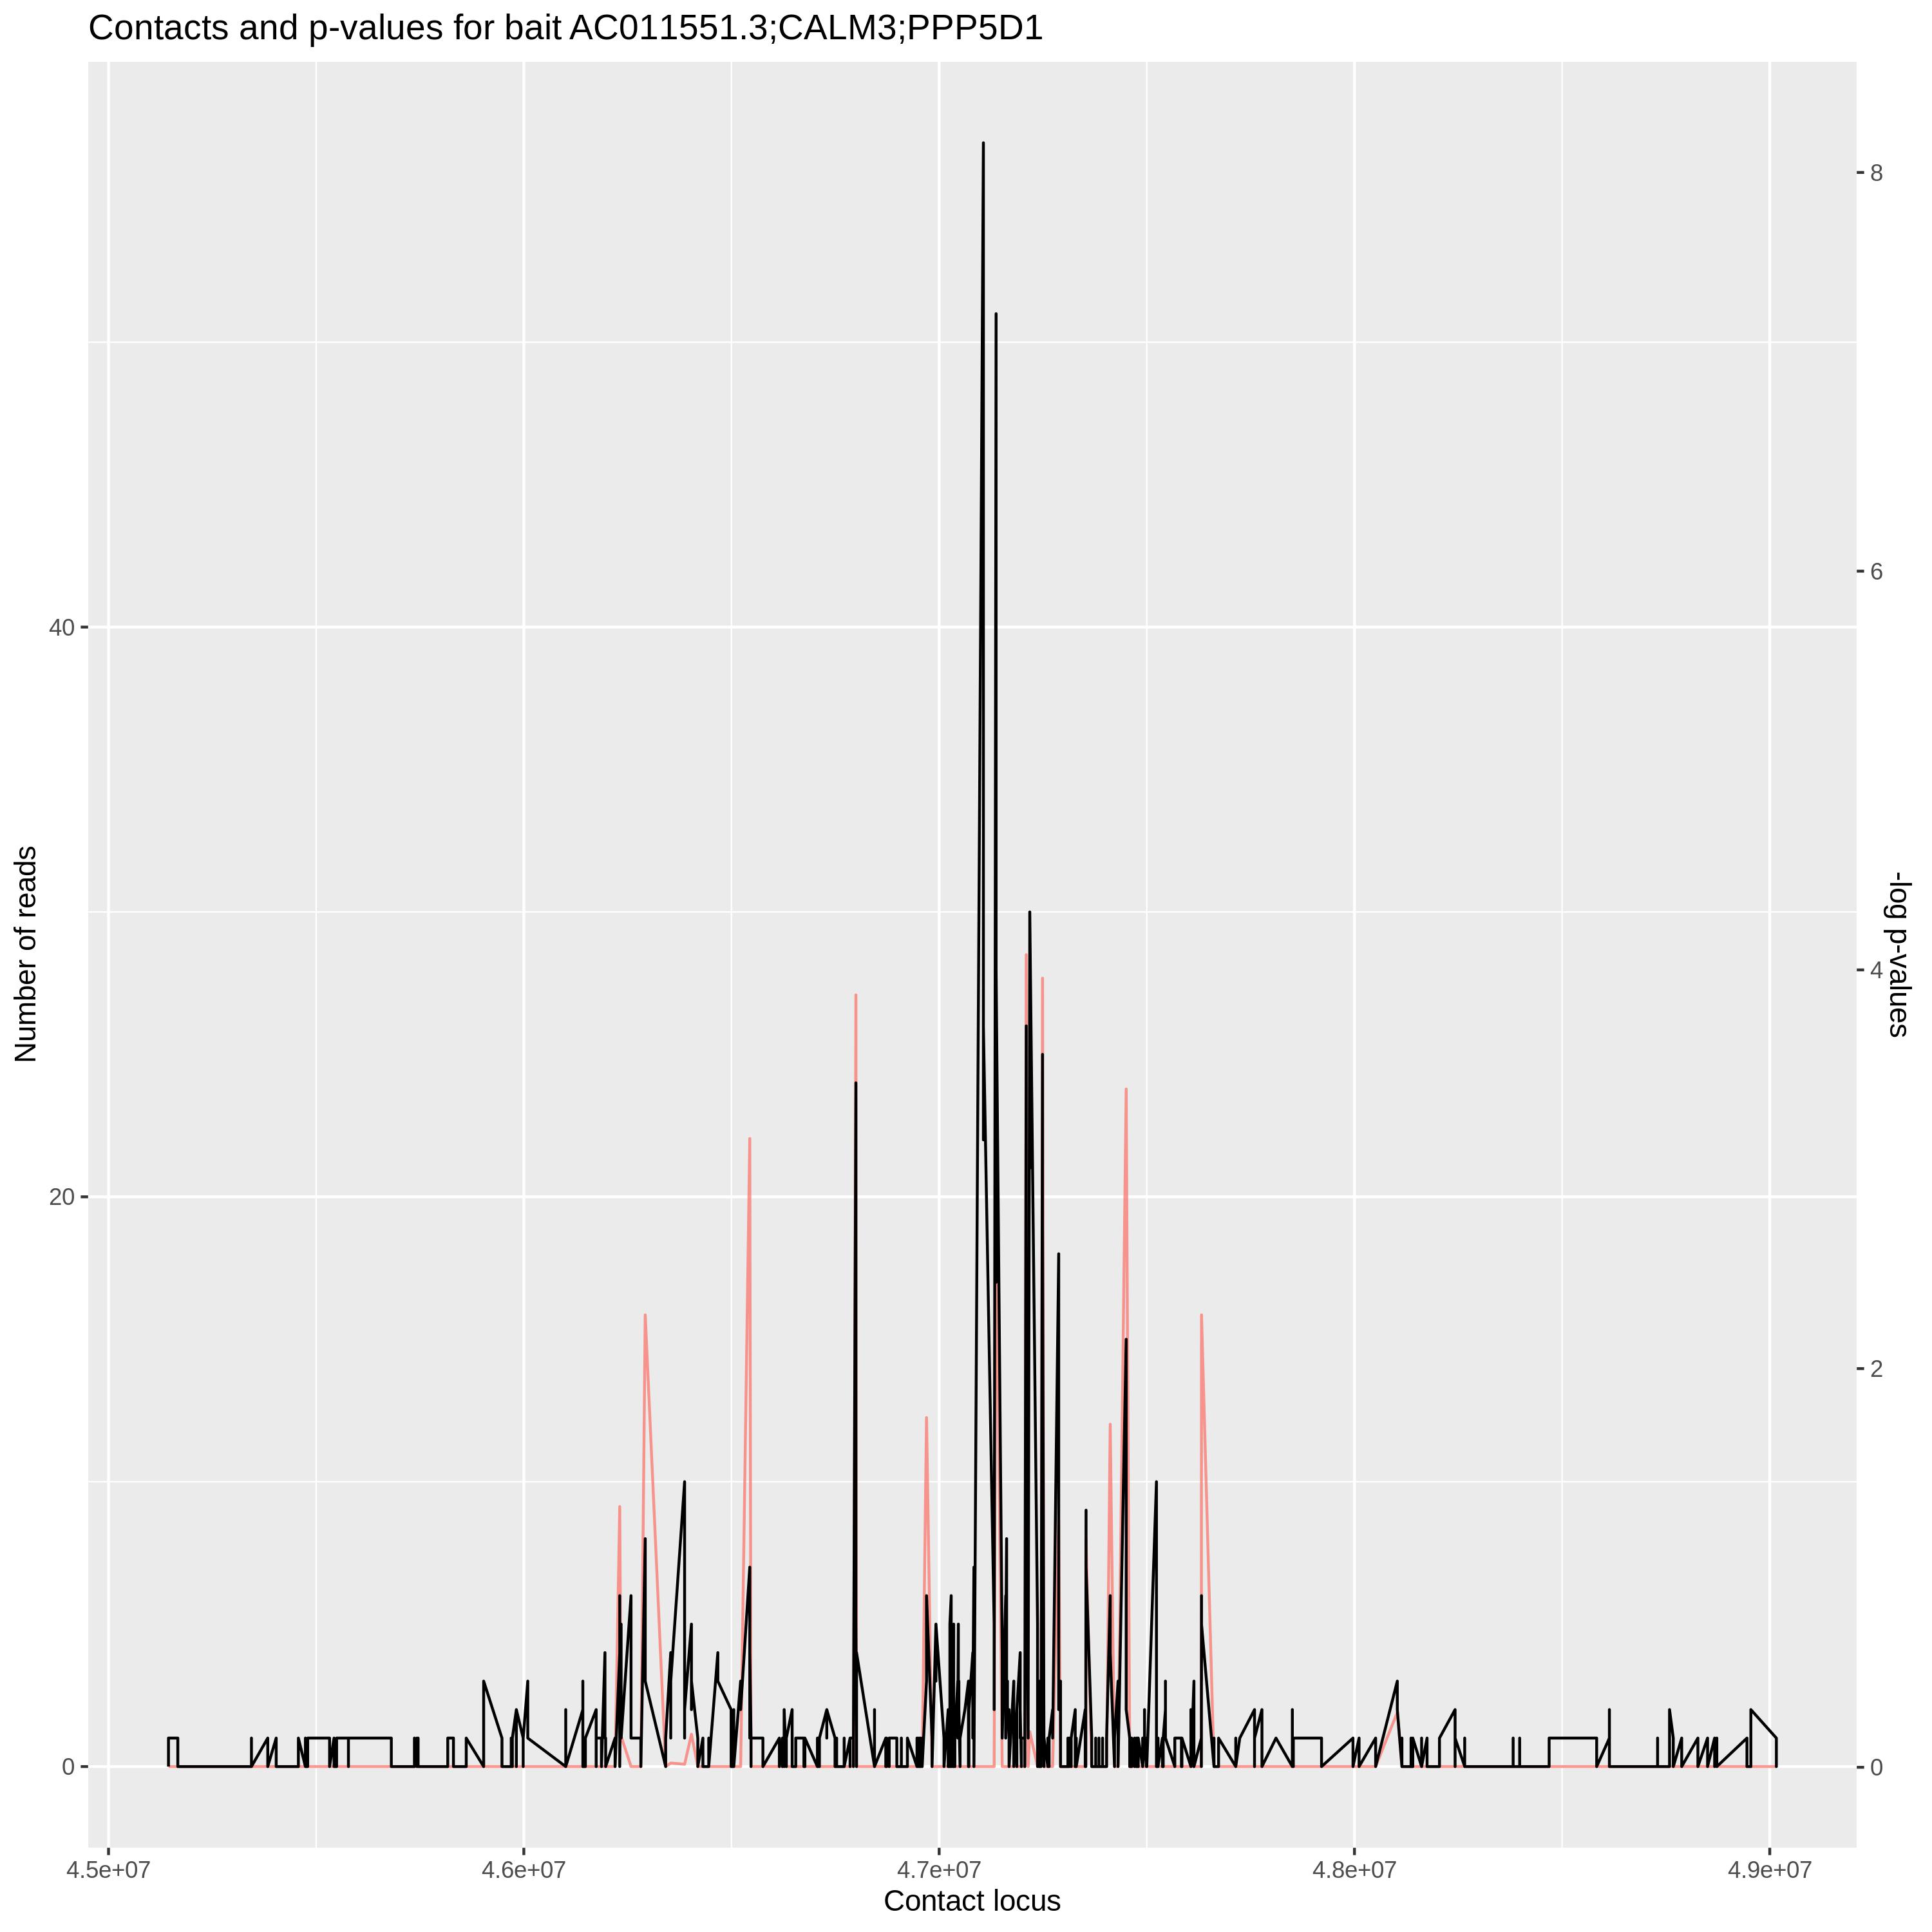 Contacts and p-values for bait AC011551.3;CALM3;PPP5D1
Number of reads
40
20
0
8
6
4
2
0
-log p-values
4.5e+07
4.6e+07
4.7e+07
4.8e+07
4.9e+07
Contact locus